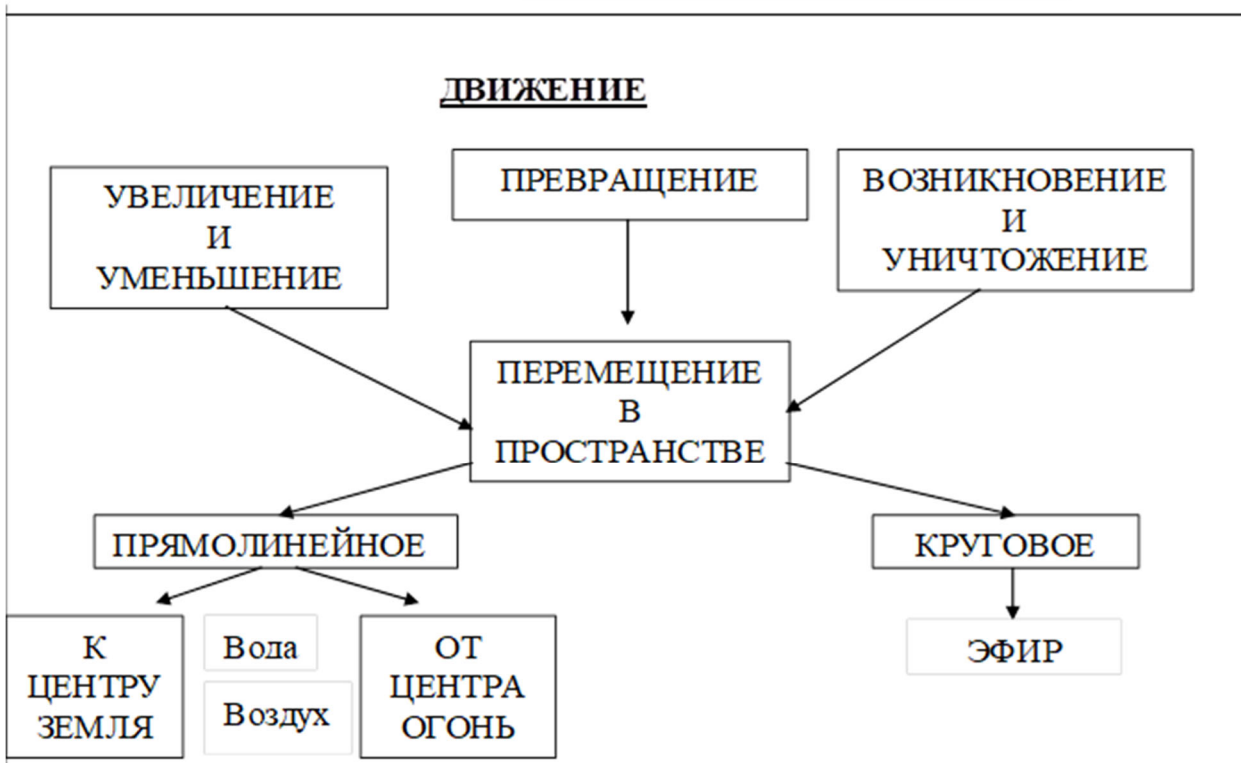 ДВИЖЕНИЕ
УВЕЛИЧЕНИЕ
И
УМЕНЬШЕНИЕ
ПРЕВРАЩЕНИЕ
ВОЗНИКНОВЕНИЕ
И
УНИЧТОЖЕНИЕ
ПЕРЕМЕЩЕНИЕ
В
ПРОСТРАНСТВЕ
ПРЯМОЛИНЕЙНОЕ
КРУГОВОЕ
К
ЦЕНТРУ
ЗЕМЛЯ
Вода
Воздух
ОТ
ЦЕНТРА
ОГОНЬ
ЭФИР